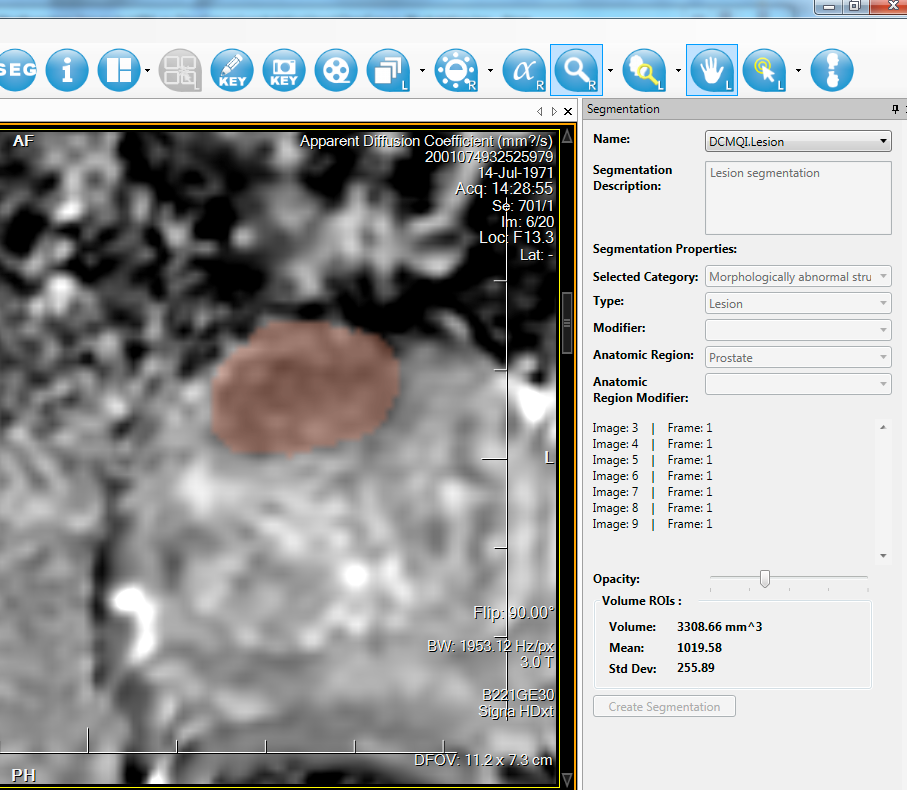 SEG
KEY
KEY
L
R
α R
R
L
L
L
Segmentation
AF
Apparent Diffusion Coefficient (mm?/s)
2001074932525979
14-Jul-1971
Acq: 14:28:55
Se: 701/1
Im: 6/20
Loc: F13.3
Lat: -
L
Flip: 90.00°
BW: 1953.12 Hz/px
3.0 T
B221GE30
Signa HDxt
DFOV: 11.2 x 7.3 cm
PH
Name: DCMQI.Lesion
Segmentation
Description:
Lesion segmentation
Segmentation Properties:
Selected Category: Morphologically abnormal stru
Type: Lesion
Modifier:
Anatomic Region: Prostate
Anatomic
Region Modifier:
Image: 3 | Frame: 1
Image: 4 | Frame: 1
Image: 5 | Frame: 1
Image: 6 | Frame: 1
Image: 7 | Frame: 1
Image: 8 | Frame: 1
Image: 9 | Frame: 1
Opacity:
Volume ROIs :
Volume: 3308.66 mm^3
Mean: 1019.58
Std Dev: 255.89
Create Segmentation